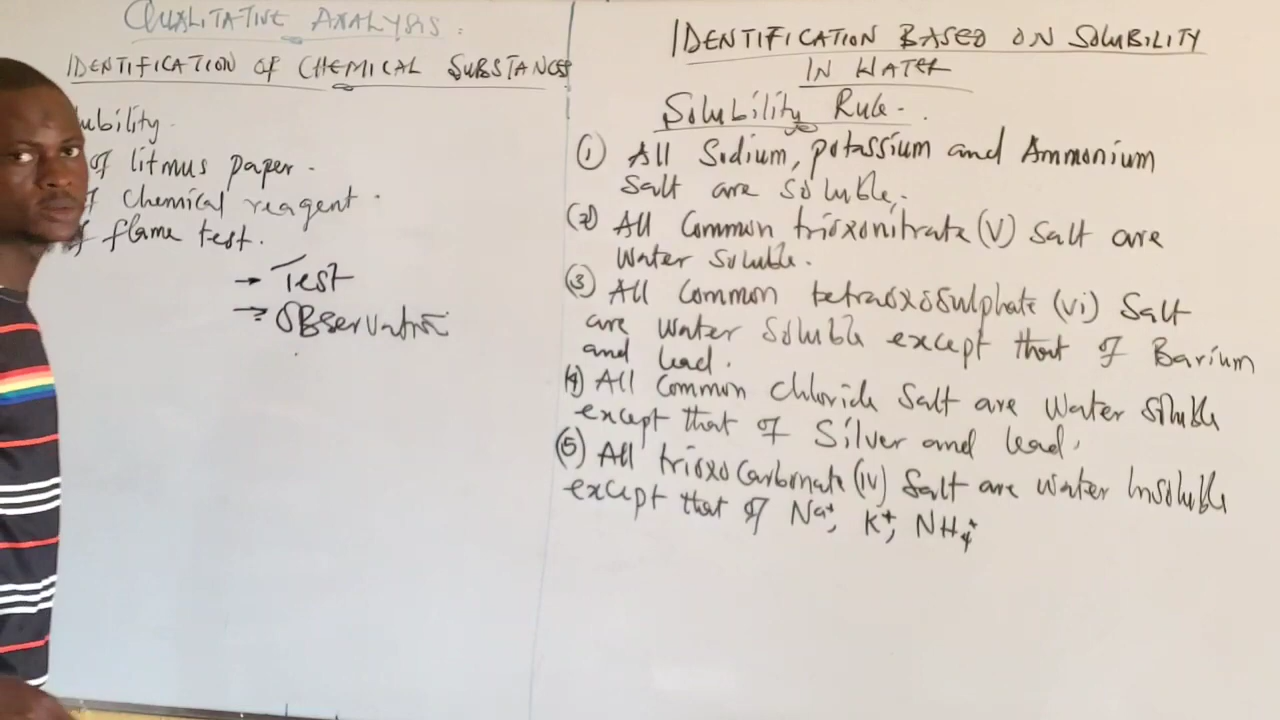 QUALITATIVE ANALYSIS.
IDENTIFICATION OF CHEMICAL SUBSTANCES
ubility.
of litmus paper.
f chemical reagent.
f flame test.
→ Test
→ OBservation
IDENTIFICATION BASED ON SOLUBILITY
IN WATER
Solubility Rule.
(1) All Sodium, potassium and Ammonium
Salt are soluble.
(2) All Common trioxonitrate (V) Salt are
Water Soluble.
(3) All Common tetraoxosulphate (vi) Salt
are water Soluble except that of Barium
and lead.
(4) All Common Chloride Salt are Water Soluble
except that of Silver and lead.
(5) All trioxocarbonate (iv) Salt are water Insoluble
except that of Na⁺, K⁺, NH₄⁺